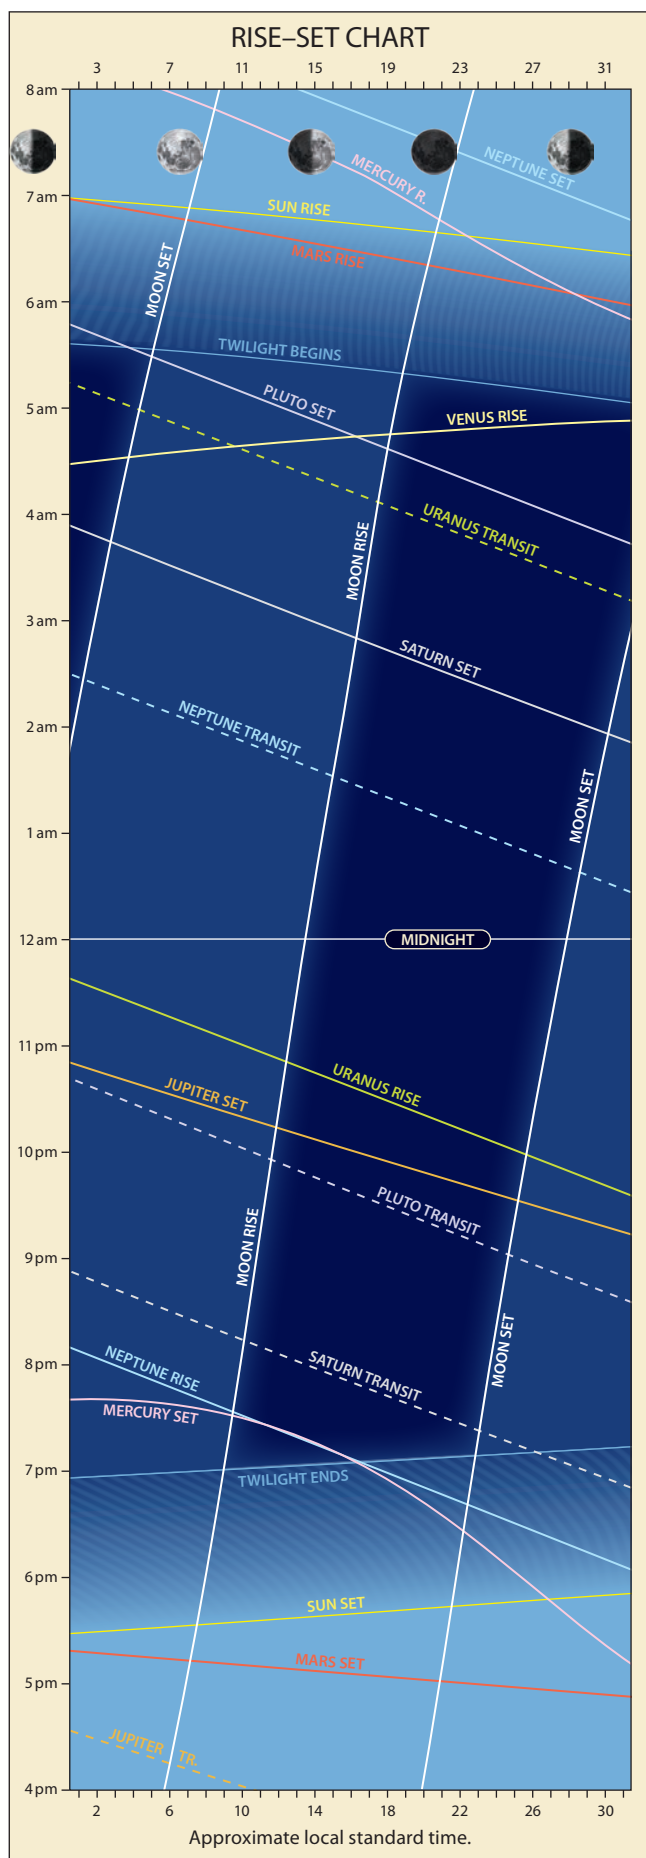 RISE–SET CHART
3 7 11 15 19 23 27 31
8 am
NEPTUNE SET
MERCURY R.
7 am
SUN RISE
MARS RISE
MOON SET
6 am
TWILIGHT BEGINS
PLUTO SET
5 am
VENUS RISE
4 am
URANUS TRANSIT
MOON RISE
3 am
SATURN SET
NEPTUNE TRANSIT
2 am
MOON SET
1 am
12 am
MIDNIGHT
11 pm
URANUS RISE
JUPITER SET
10 pm
PLUTO TRANSIT
MOON RISE
9 pm
SATURN TRANSIT
MOON SET
8 pm
NEPTUNE RISE
MERCURY SET
7 pm
TWILIGHT ENDS
6 pm
SUN SET
MARS SET
5 pm
JUPITER TR.
4 pm
2 6 10 14 18 22 26 30
Approximate local standard time.